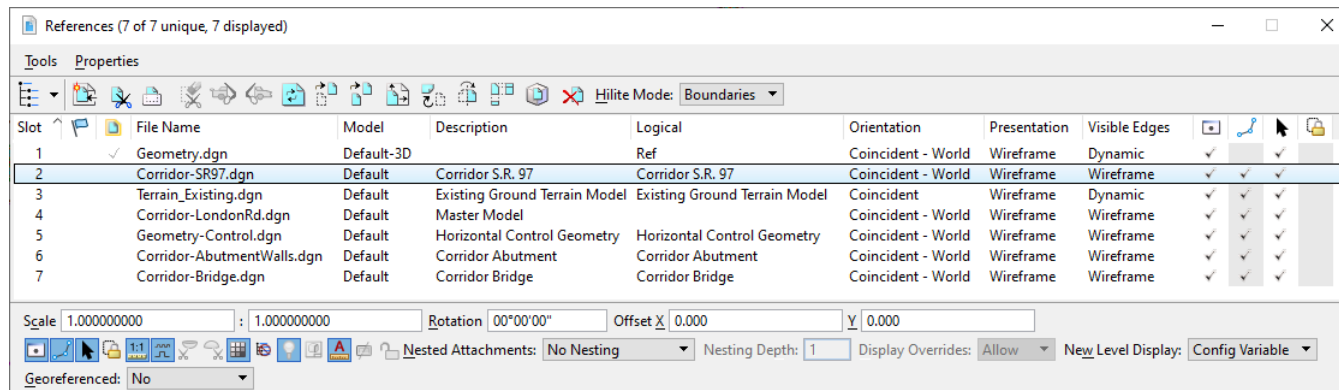 References (7 of 7 unique, 7 displayed)
Tools Properties
Hilite Mode: Boundaries
Slot File Name Model Description Logical Orientation Presentation Visible Edges
1 Geometry.dgn Default-3D Ref Coincident - World Wireframe Dynamic
2 Corridor-SR97.dgn Default Corridor S.R. 97 Corridor S.R. 97 Coincident - World Wireframe Wireframe
3 Terrain_Existing.dgn Default Existing Ground Terrain Model Existing Ground Terrain Model Coincident Wireframe Dynamic
4 Corridor-LondonRd.dgn Default Master Model Coincident - World Wireframe Wireframe
5 Geometry-Control.dgn Default Horizontal Control Geometry Horizontal Control Geometry Coincident - World Wireframe Wireframe
6 Corridor-AbutmentWalls.dgn Default Corridor Abutment Corridor Abutment Coincident - World Wireframe Wireframe
7 Corridor-Bridge.dgn Default Corridor Bridge Corridor Bridge Coincident - World Wireframe Wireframe
Scale 1.000000000 : 1.000000000 Rotation 00°00'00" Offset X 0.000 Y 0.000
1:1 A Nested Attachments: No Nesting Nesting Depth: 1 Display Overrides: Allow New Level Display: Config Variable
Georeferenced: No